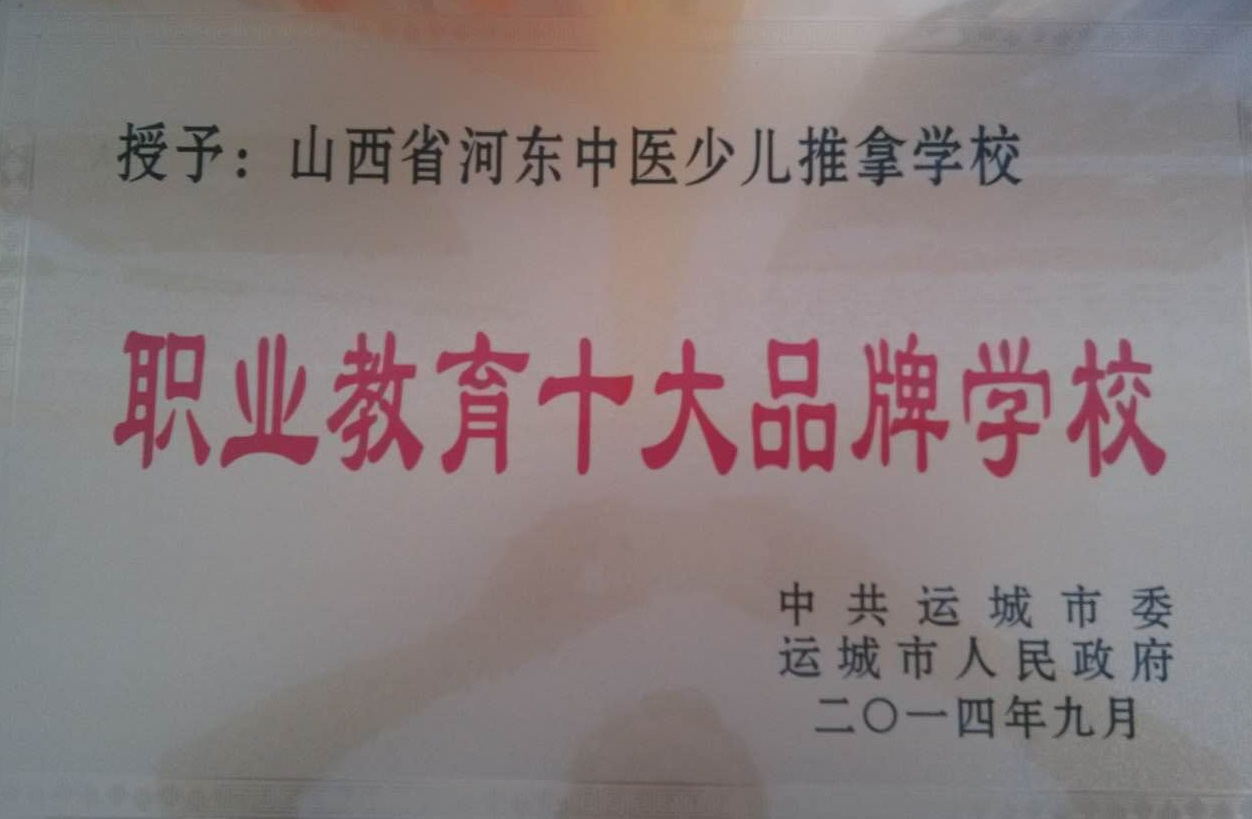 授予：山西省河东中医少儿推拿学校
职业教育十大品牌学校
中共运城市委
运城市人民政府
二〇一四年九月